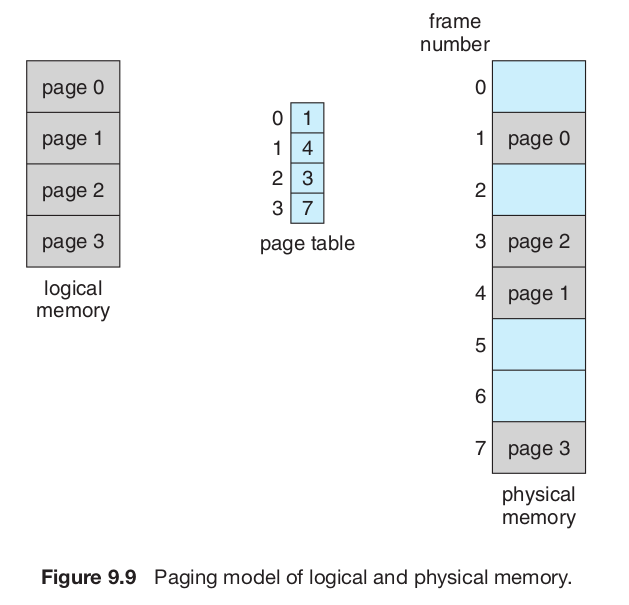 frame
number
page 0
page 1
page 2
page 3
logical
memory
0 1
1 4
2 3
3 7
page table
0
1 page 0
2
3 page 2
4 page 1
5
6
7 page 3
physical
memory
Figure 9.9 Paging model of logical and physical memory.